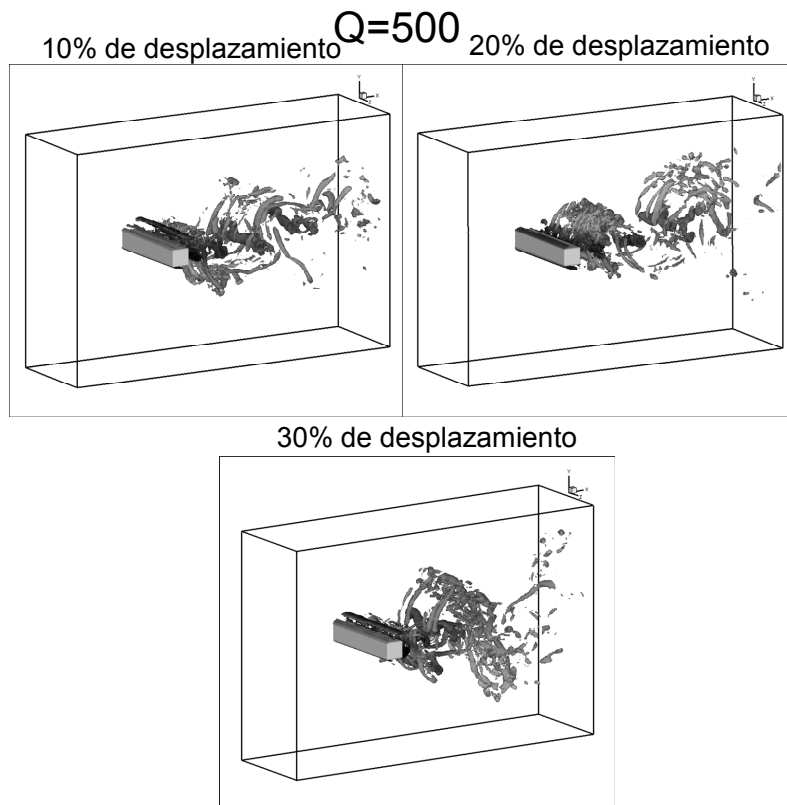 Q=500
10% de desplazamiento
20% de desplazamiento
Y
X
Z
Y
X
Z
30% de desplazamiento
Y
X
Z